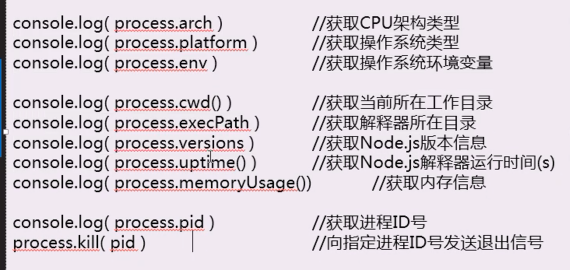 console.log( process.arch ) //获取CPU架构类型
console.log( process.platform ) //获取操作系统类型
console.log( process.env ) //获取操作系统环境变量
console.log( process.cwd() ) //获取当前所在工作目录
console.log( process.execPath ) //获取解释器所在目录
console.log( process.versions ) //获取Node.js版本信息
console.log( process.uptime() ) //获取Node.js解释器运行时间(s)
console.log( process.memoryUsage()) //获取内存信息
console.log( process.pid ) //获取进程ID号
process.kill( pid ) //向指定进程ID号发送退出信号